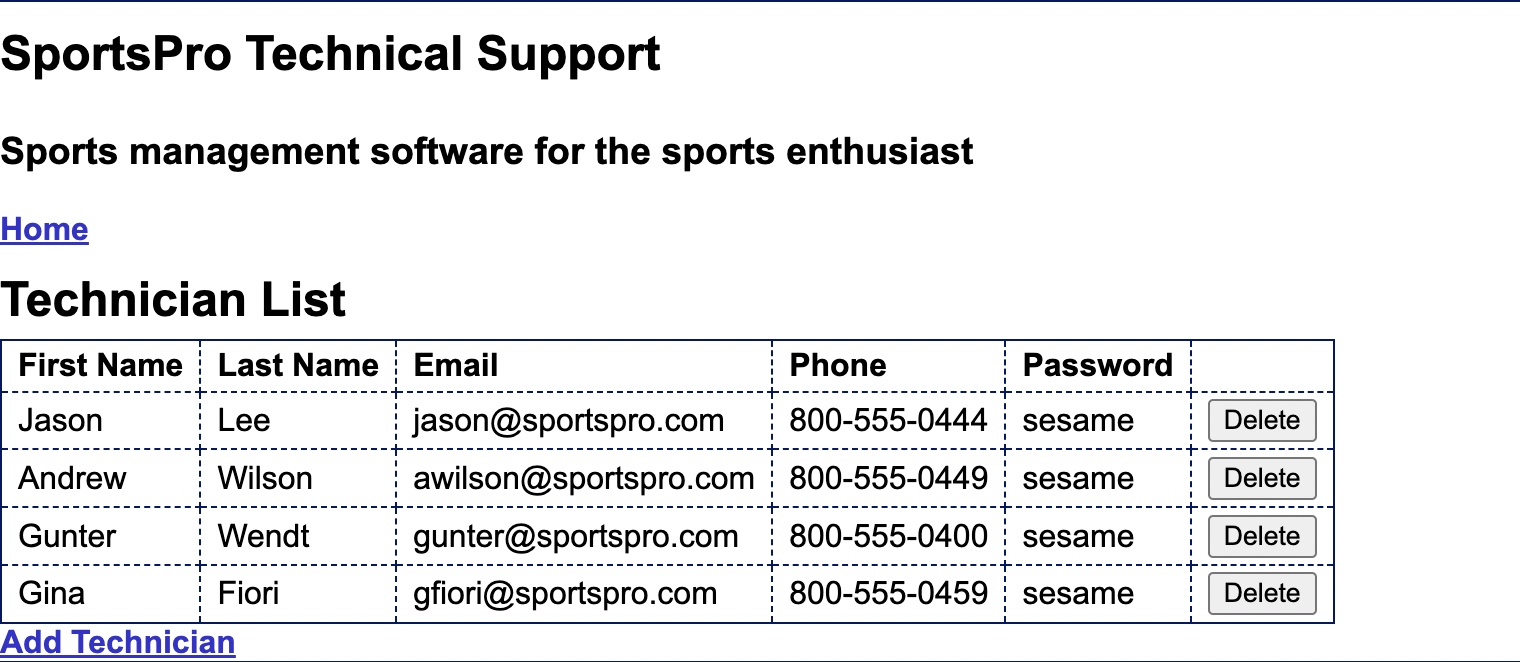 SportsPro Technical Support
Sports management software for the sports enthusiast
Home
Technician List
First Name Last Name Email Phone Password
Jason Lee jason@sportspro.com 800-555-0444 sesame Delete
Andrew Wilson awilson@sportspro.com 800-555-0449 sesame Delete
Gunter Wendt gunter@sportspro.com 800-555-0400 sesame Delete
Gina Fiori gfiori@sportspro.com 800-555-0459 sesame Delete
Add Technician